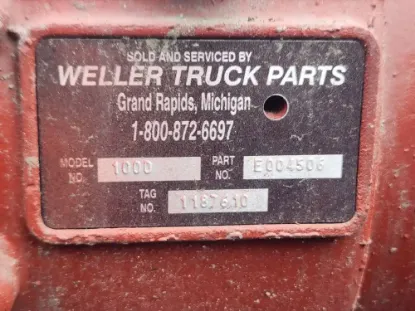 SOLD AND SERVICED BY
WELLER TRUCK PARTS
Grand Rapids, Michigan
1-800-872-6697
MODEL NO. 1000 PART NO. E004506
TAG NO. 1187610